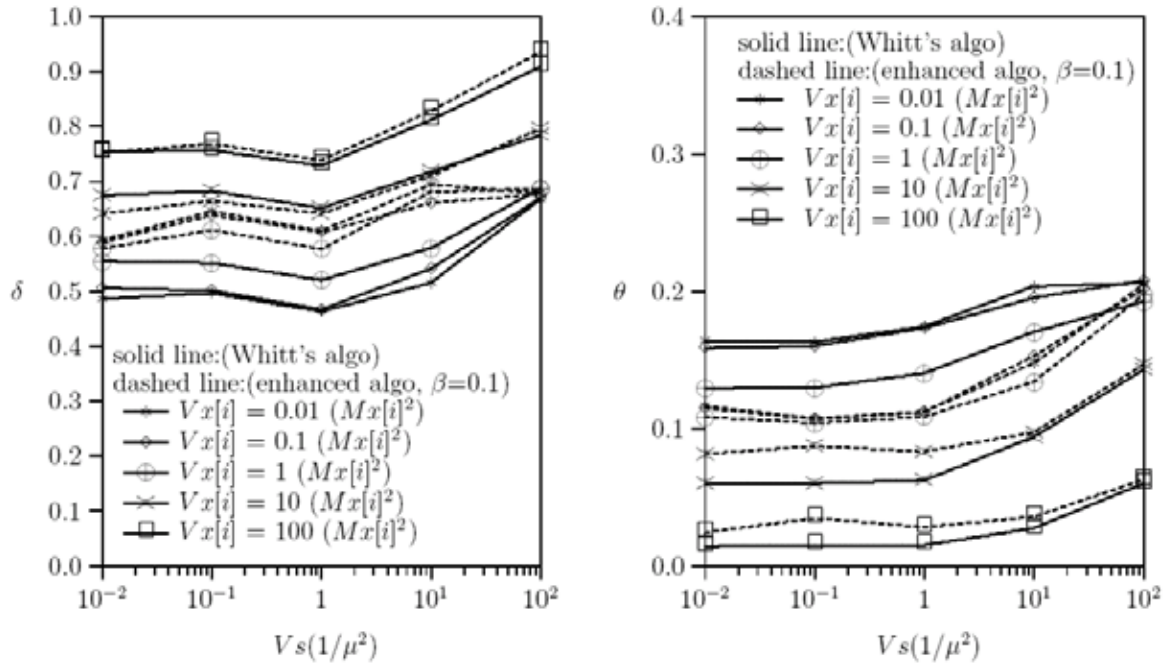 1.0
0.9
0.8
0.7
0.6
δ
0.5
0.4
solid line:(Whitt's algo)
dashed line:(enhanced algo, β=0.1)
0.3
Vx[i] = 0.01 (Mx[i]²)
Vx[i] = 0.1 (Mx[i]²)
0.2
Vx[i] = 1 (Mx[i]²)
Vx[i] = 10 (Mx[i]²)
0.1
Vx[i] = 100 (Mx[i]²)
0.0
10⁻² 10⁻¹ 1 10¹ 10²
Vs(1/μ²)
0.4
solid line:(Whitt's algo)
dashed line:(enhanced algo, β=0.1)
Vx[i] = 0.01 (Mx[i]²)
Vx[i] = 0.1 (Mx[i]²)
0.3
Vx[i] = 1 (Mx[i]²)
Vx[i] = 10 (Mx[i]²)
Vx[i] = 100 (Mx[i]²)
θ
0.2
0.1
0.0
10⁻² 10⁻¹ 1 10¹ 10²
Vs(1/μ²)